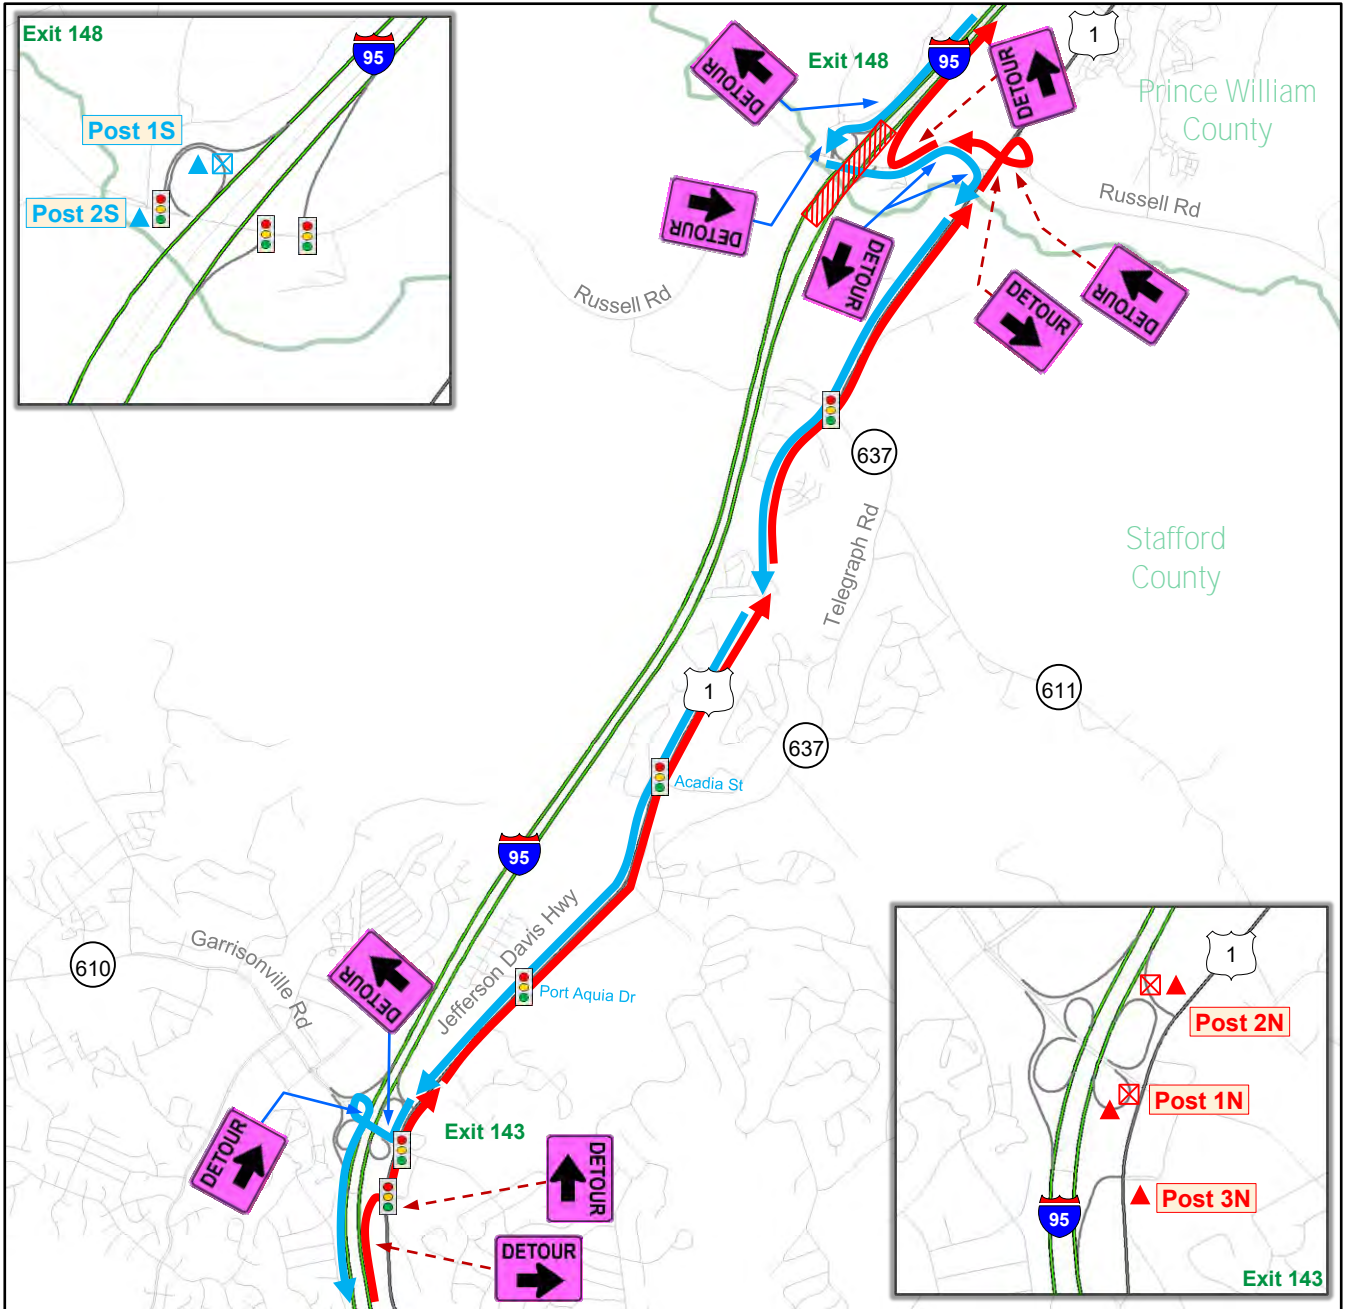 Exit 148
95
Post 1S
Post 2S
DETOUR
Exit 148
95
DETOUR
1
Prince William
County
DETOUR
DETOUR
Russell Rd
DETOUR
DETOUR
Russell Rd
637
Telegraph Rd
Stafford
County
1
611
637
Acadia St
95
Jefferson Davis Hwy
Garrisonville Rd
610
DETOUR
Port Aquia Dr
Exit 143
DETOUR
DETOUR
DETOUR
1
Post 2N
Post 1N
Post 3N
95
Exit 143